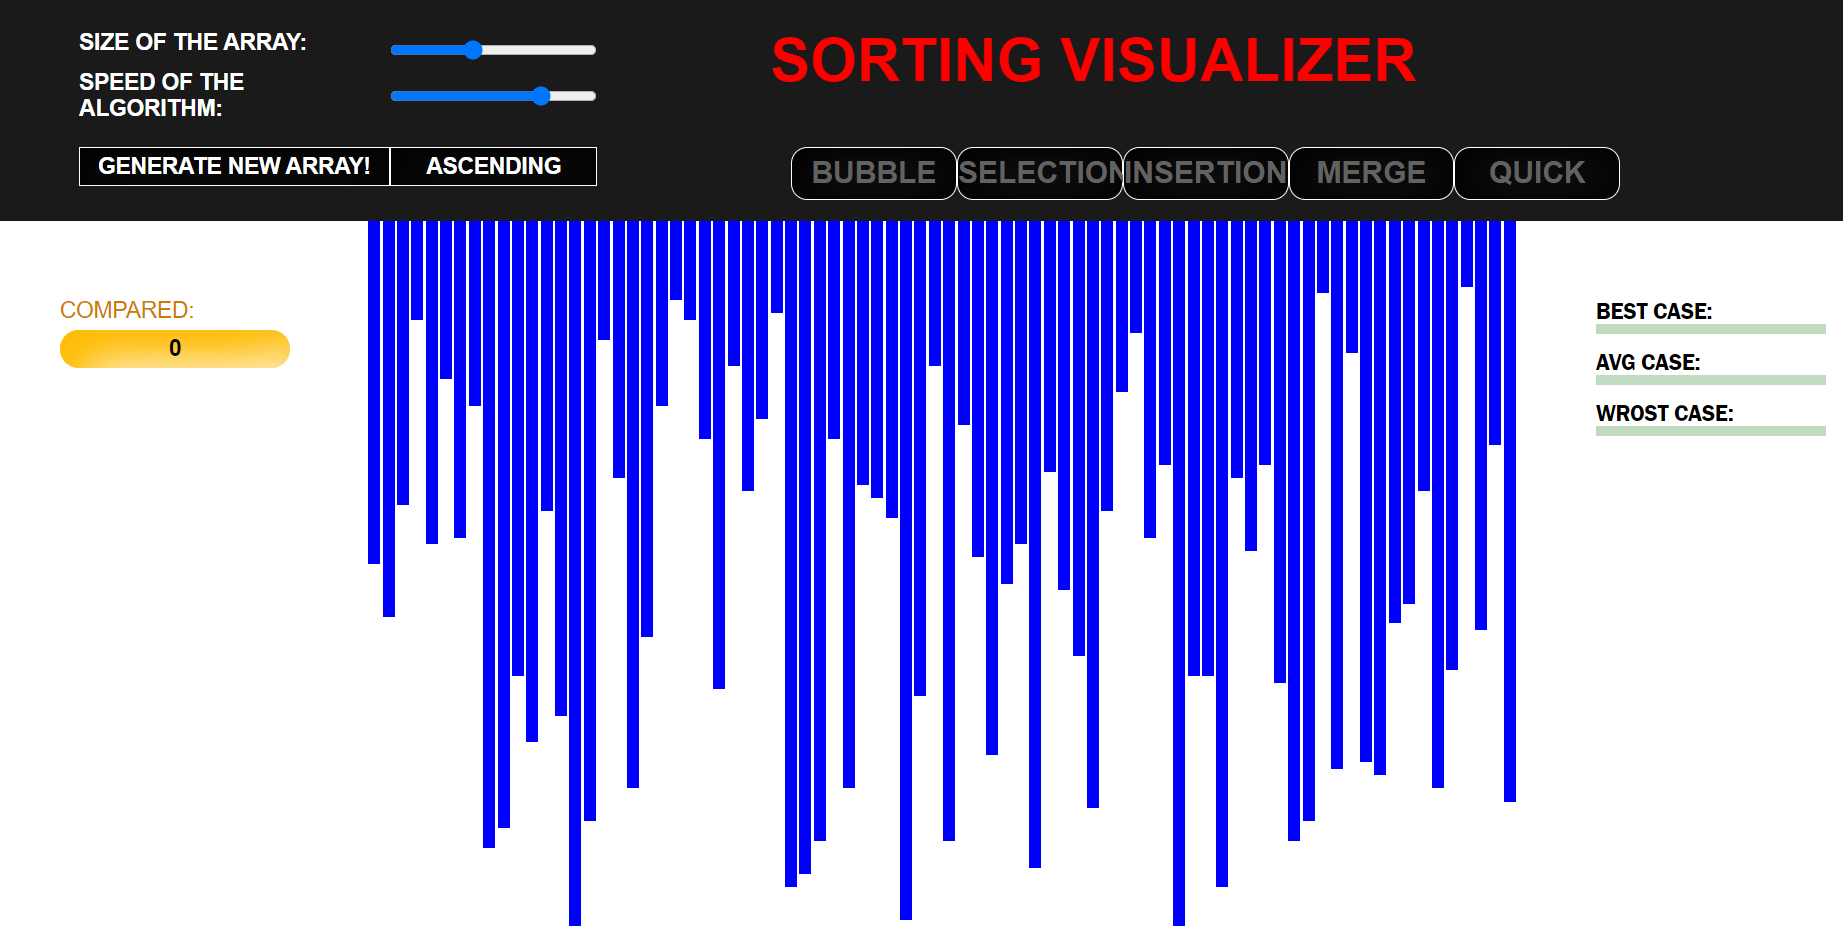 SIZE OF THE ARRAY:
SPEED OF THE
ALGORITHM:
GENERATE NEW ARRAY!
ASCENDING
SORTING VISUALIZER
BUBBLE
SELECTION
INSERTION
MERGE
QUICK
COMPARED:
0
BEST CASE:
AVG CASE:
WROST CASE: